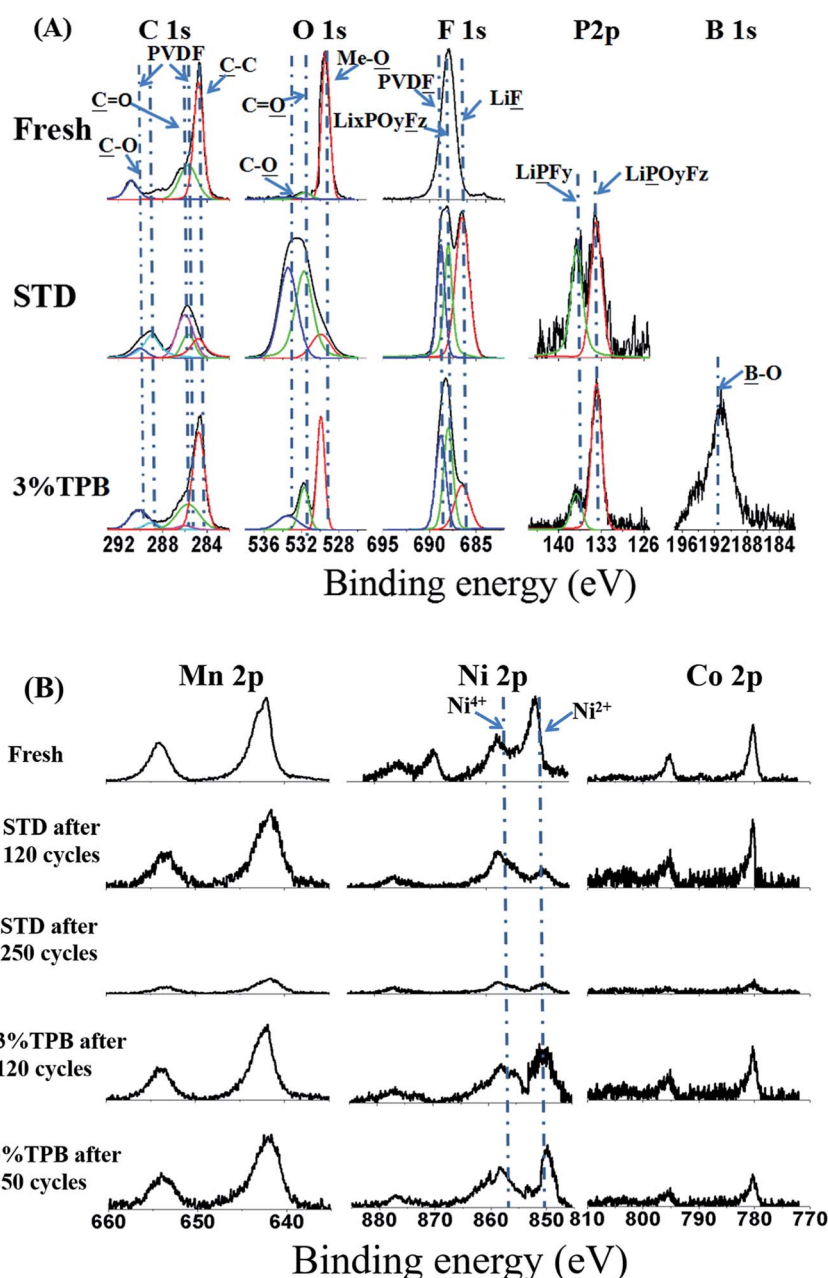 (A) C 1s O 1s F 1s P2p B 1s
PVDF
C-C
Me-O
C=O
C=O
PVDF
LiF
LixPOyFz
Fresh
C-O
C-O
LiPFy
LiPOyFz
STD
B-O
3%TPB
292 288 284 536 532 528 695 690 685 140 133 126 196 192 188 184
Binding energy (eV)
(B) Mn 2p Ni 2p Co 2p
Ni4+
Ni2+
Fresh
STD after
120 cycles
STD after
250 cycles
3%TPB after
120 cycles
%TPB after
50 cycles
660 650 640 880 870 860 850 810 800 790 780 770
Binding energy (eV)